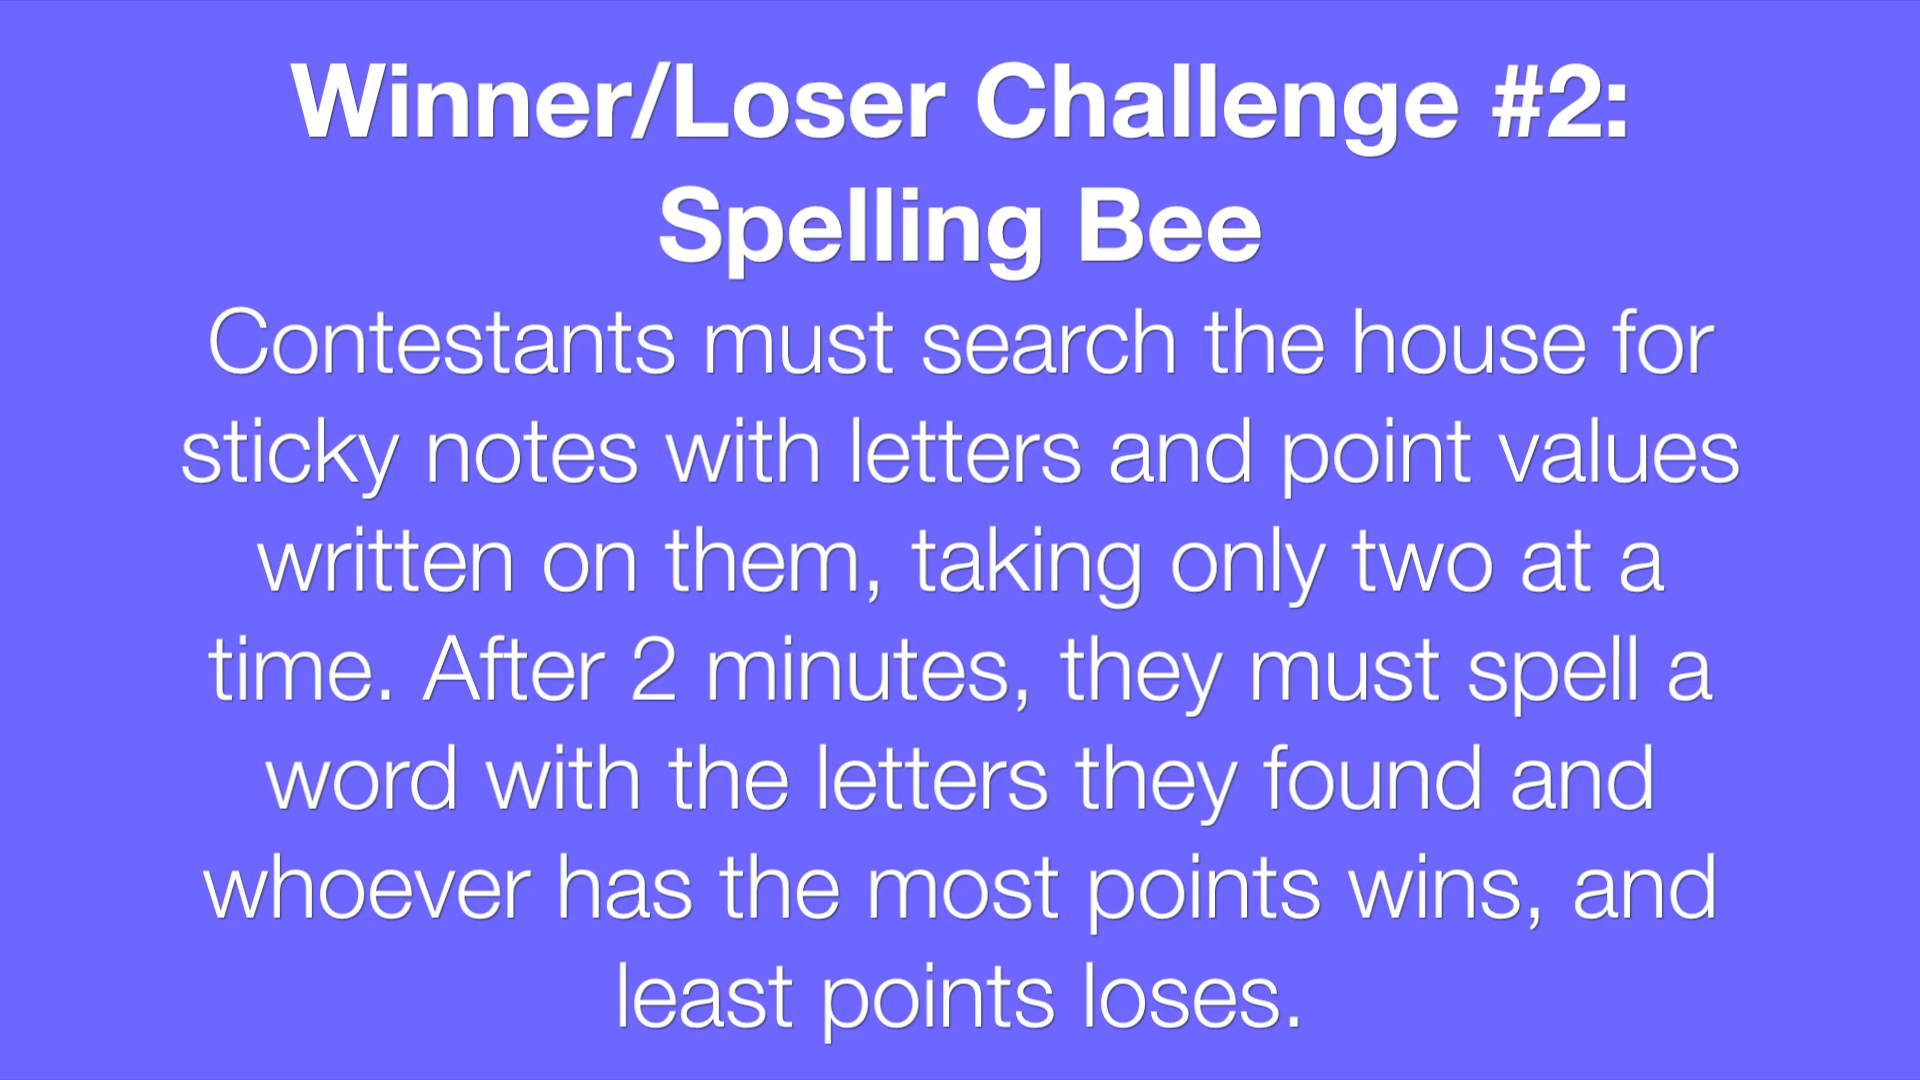 Winner/Loser Challenge #2:
Spelling Bee
Contestants must search the house for
sticky notes with letters and point values
written on them, taking only two at a
time. After 2 minutes, they must spell a
word with the letters they found and
whoever has the most points wins, and
least points loses.